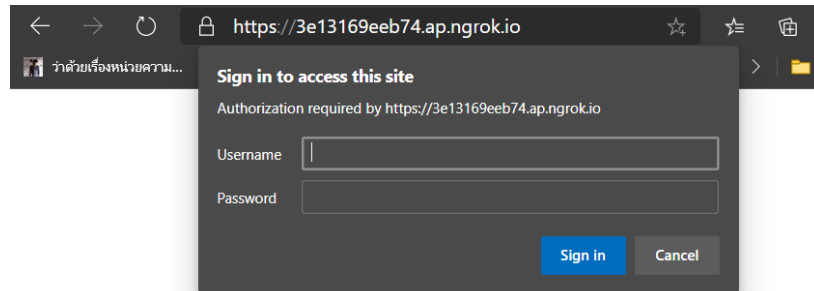 https://3e13169eeb74.ap.ngrok.io
ว่าด้วยเรื่องหน่วยความ...
Sign in to access this site
Authorization required by https://3e13169eeb74.ap.ngrok.io
Username
Password
Sign in Cancel